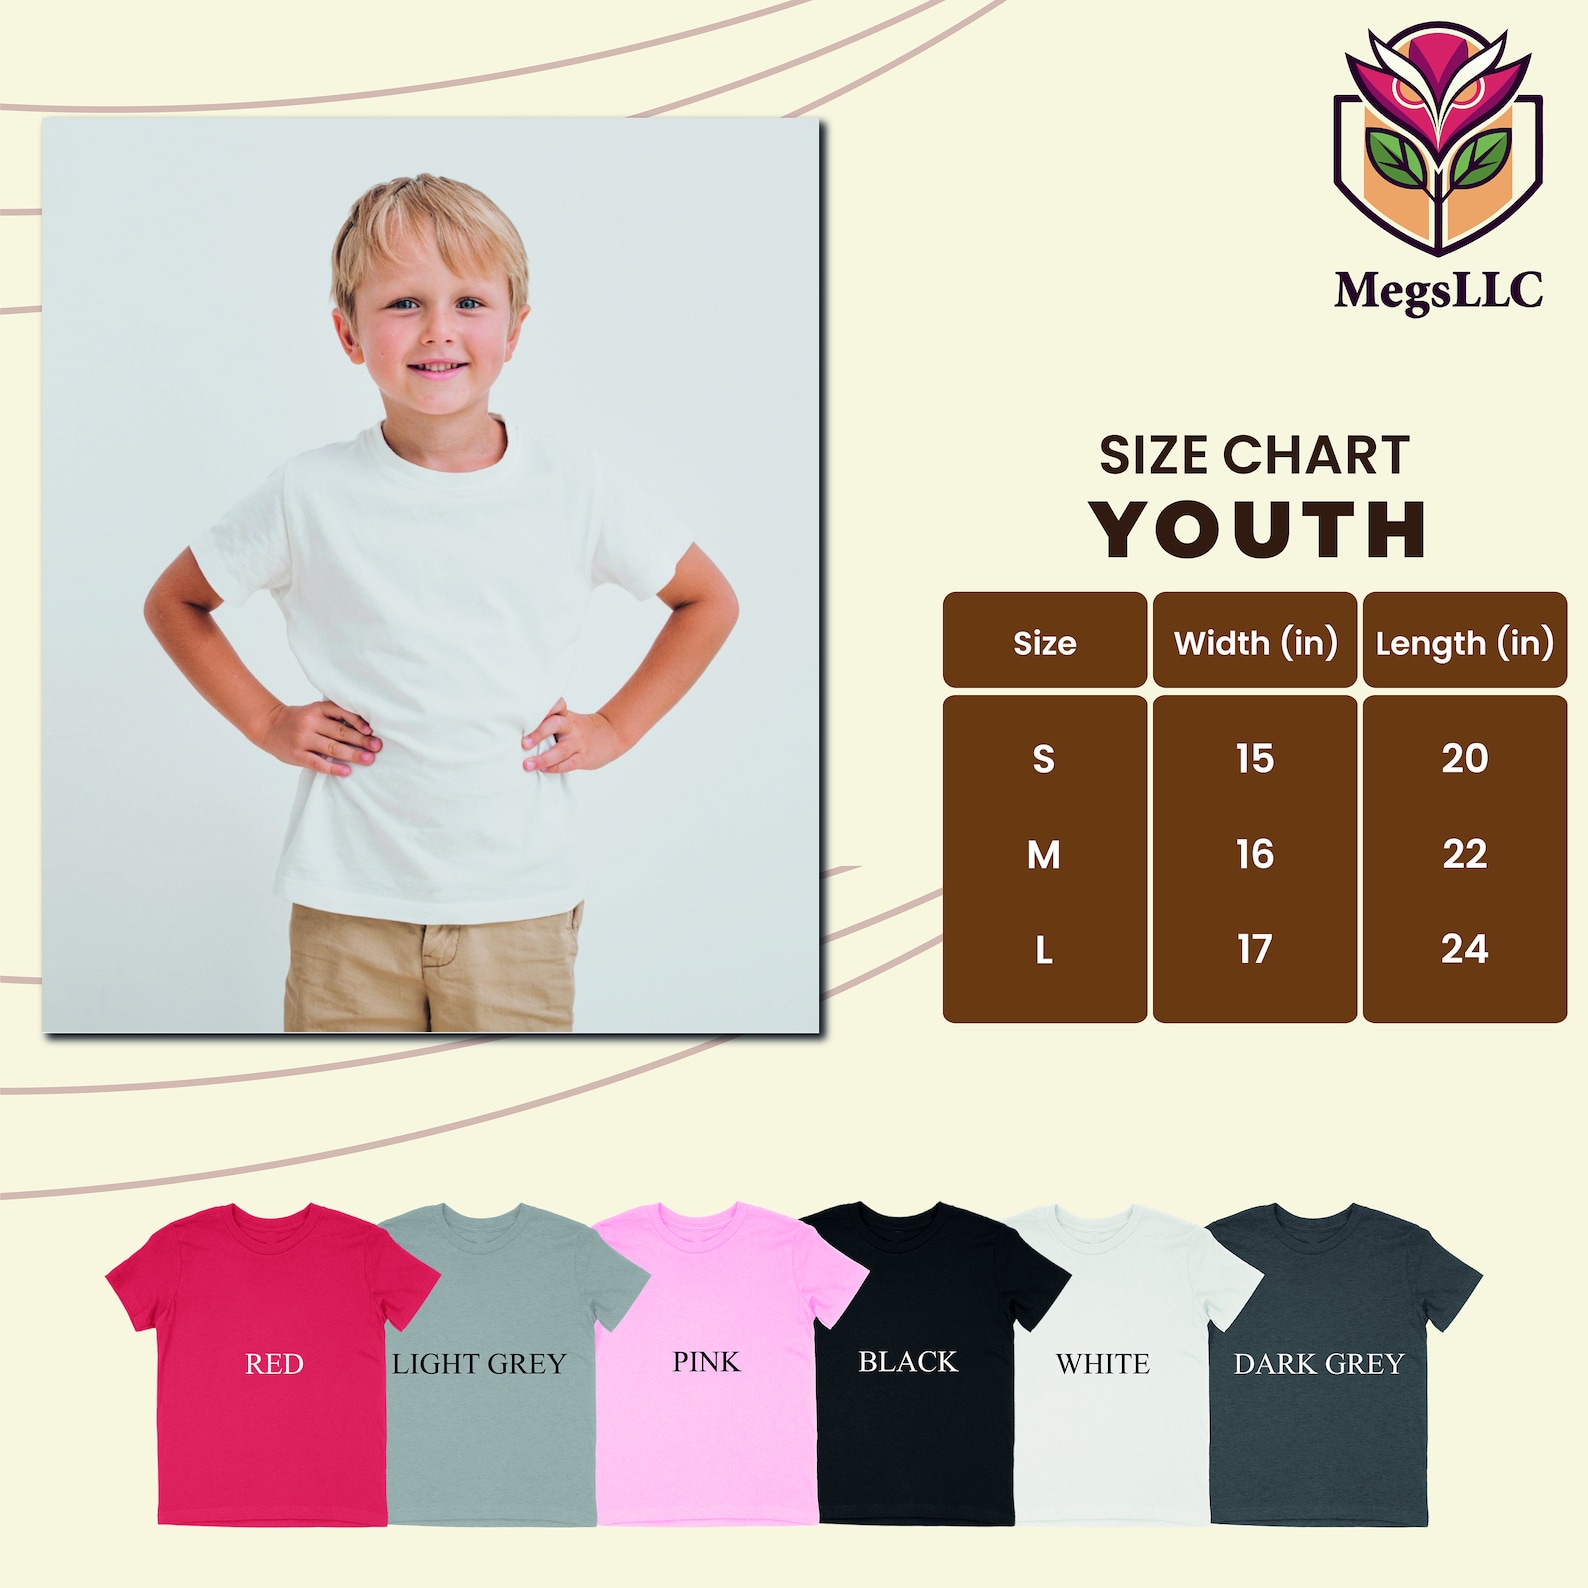 MegsLLC
SIZE CHART
YOUTH
Size Width (in) Length (in)
S 15 20
M 16 22
L 17 24
RED LIGHT GREY PINK BLACK WHITE DARK GREY